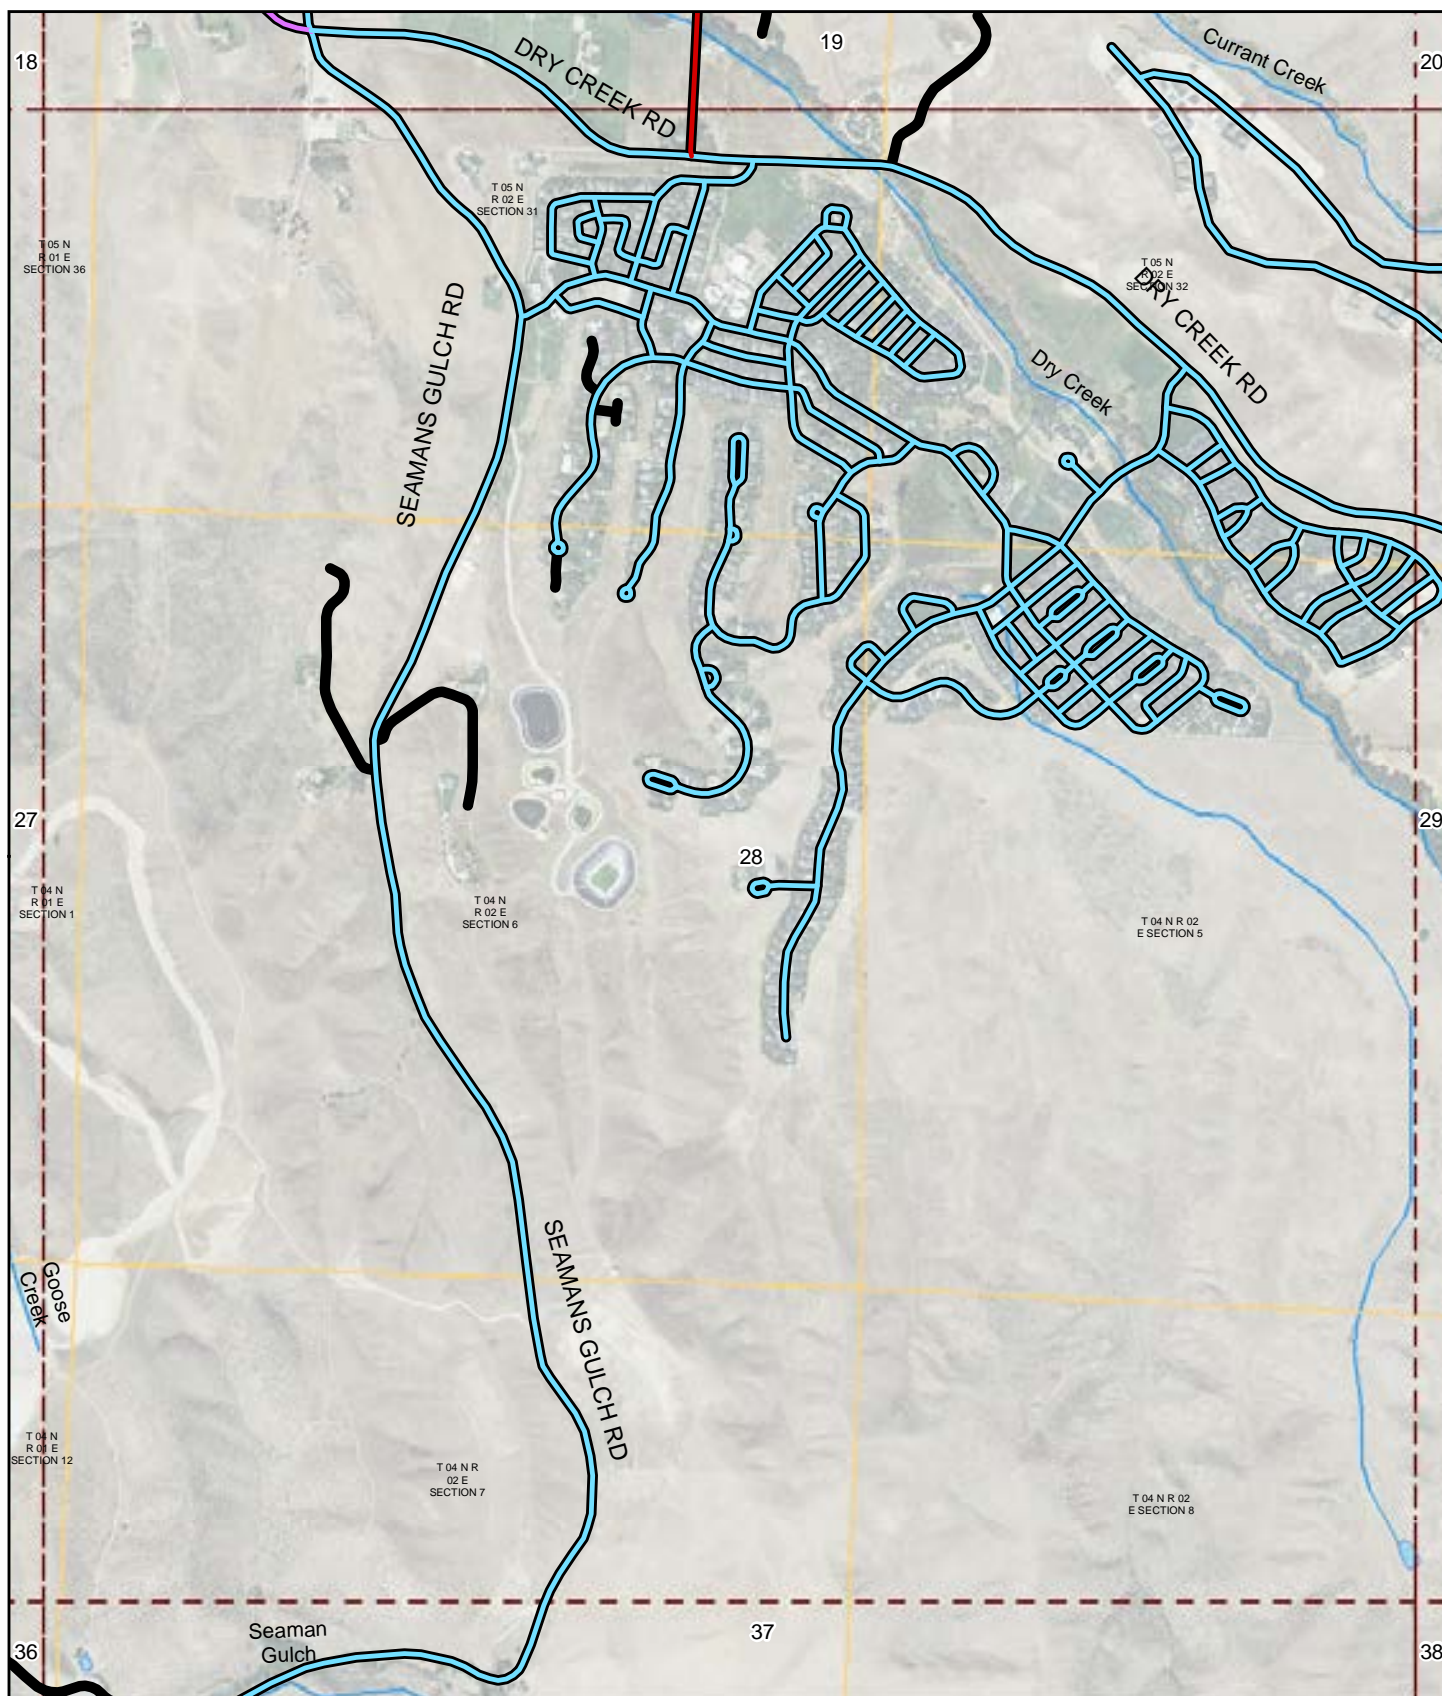 18
19
20
Currant Creek
DRY CREEK RD
T 05 N
R 02 E
SECTION 31
T 05 N
R 01 E
SECTION 36
T 05 N
R 02 E
SECTION 32
DRY CREEK RD
SEAMANS GULCH RD
Dry Creek
27
28
29
T 04 N
R 01 E
SECTION 1
T 04 N
R 02 E
SECTION 6
T 04 N R 02
E SECTION 5
Goose
Creek
SEAMANS GULCH RD
T 04 N
R 01 E
SECTION 12
T 04 N R
02 E
SECTION 7
T 04 N R 02
E SECTION 8
Seaman
Gulch
36
37
38